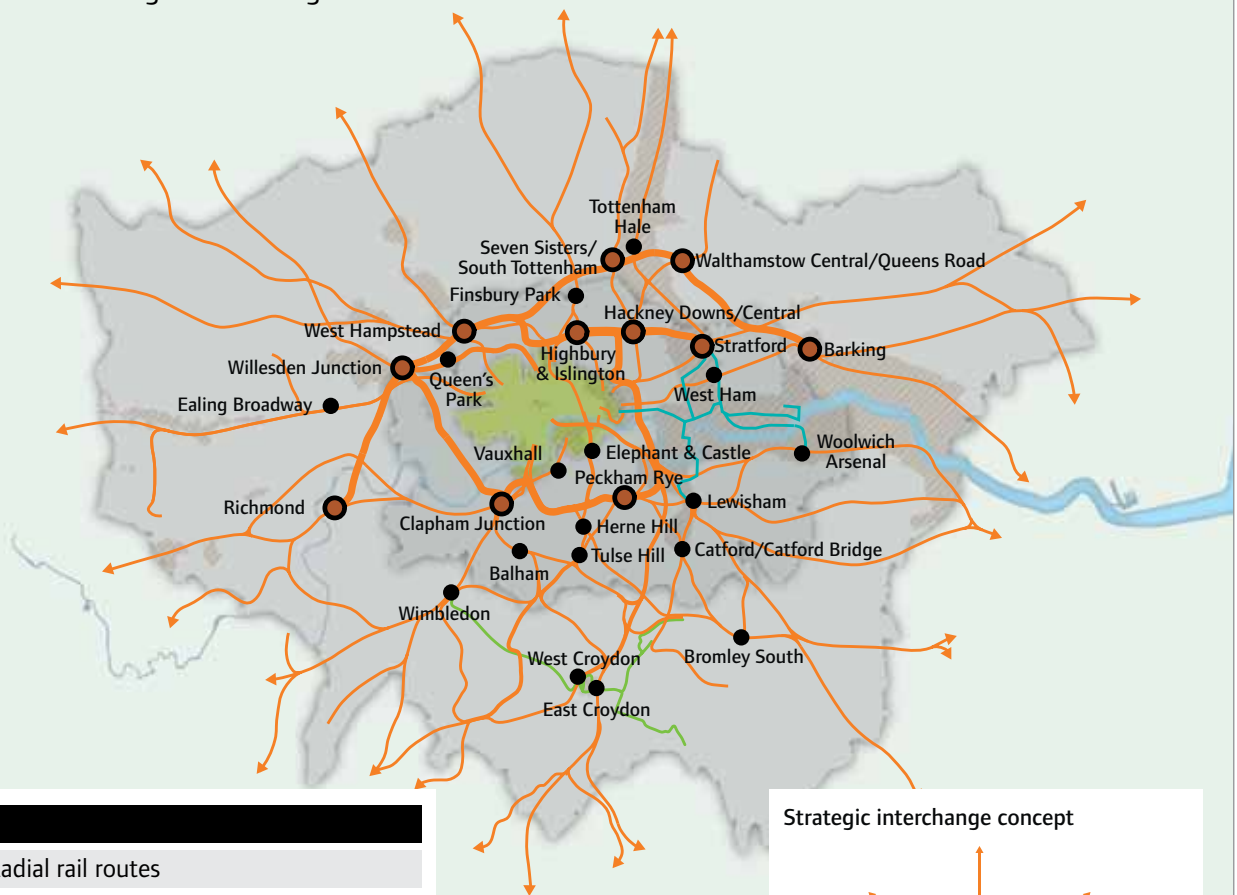 Tottenham
Hale
Seven Sisters/
South Tottenham
Walthamstow Central/Queens Road
Finsbury Park
Hackney Downs/Central
West Hampstead
Highbury
& Islington
Stratford
Barking
Willesden Junction
Queen's
Park
West Ham
Ealing Broadway
Vauxhall
Elephant & Castle
Woolwich
Arsenal
Peckham Rye
Richmond
Clapham Junction
Lewisham
Herne Hill
Tulse Hill
Catford/Catford Bridge
Balham
Wimbledon
West Croydon
Bromley South
East Croydon
Strategic interchange concept
rail routes